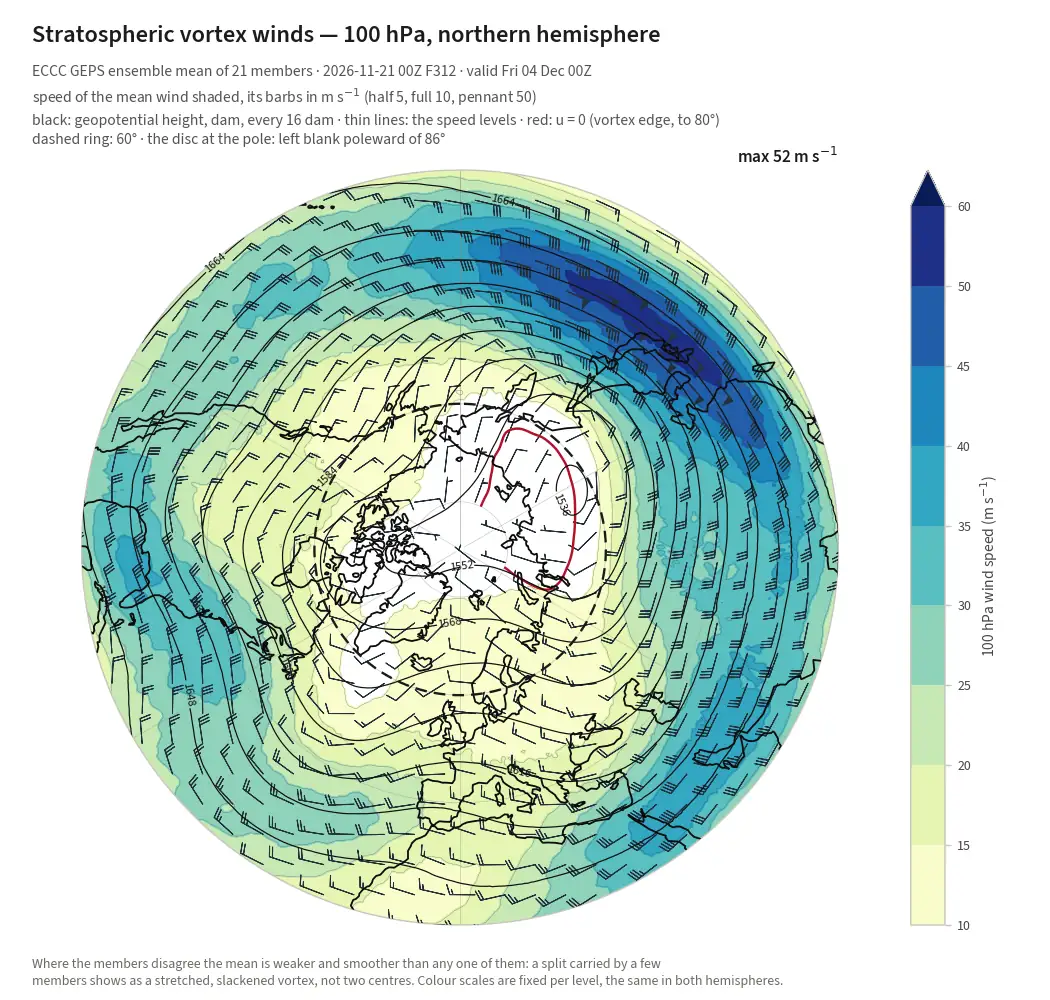 Stratospheric vortex winds — 100 hPa, northern hemisphere
ECCC GEPS ensemble mean of 21 members · 2026-11-21 00Z F312 · valid Fri 04 Dec 00Z
speed of the mean wind shaded, its barbs in m s⁻¹ (half 5, full 10, pennant 50)
black: geopotential height, dam, every 16 dam · thin lines: the speed levels · red: u = 0 (vortex edge, to 80°)
dashed ring: 60° · the disc at the pole: left blank poleward of 86°
max 52 m s⁻¹
1664
1664
1584
1536
1552
1568
1648
1616
60
50
45
40
35
30
25
20
15
10
100 hPa wind speed (m s⁻¹)
Where the members disagree the mean is weaker and smoother than any one of them: a split carried by a few
members shows as a stretched, slackened vortex, not two centres. Colour scales are fixed per level, the same in both hemispheres.